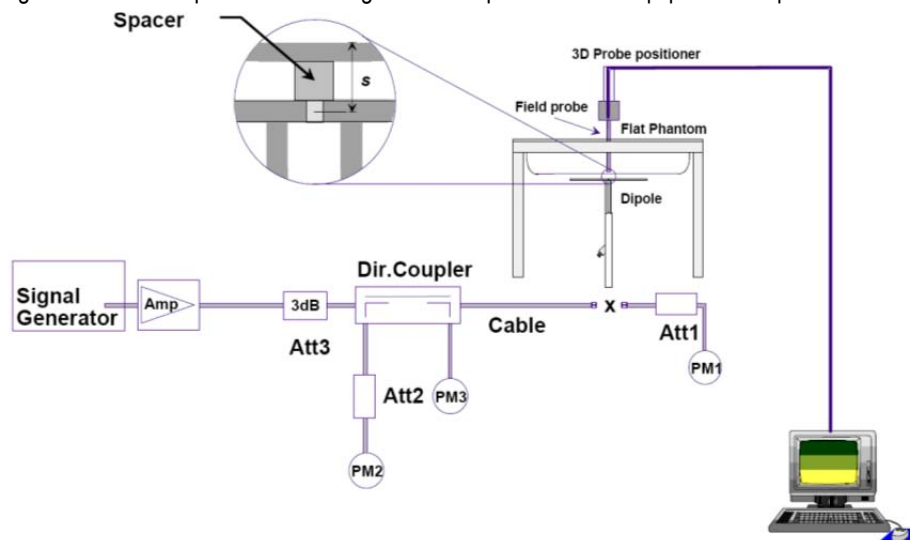 Spacer
s
3D Probe positioner
Field probe
Flat Phantom
Dipole
Signal
Generator
Amp
3dB
Att3
Dir.Coupler
Cable
X
Att1
PM1
Att2
PM3
PM2